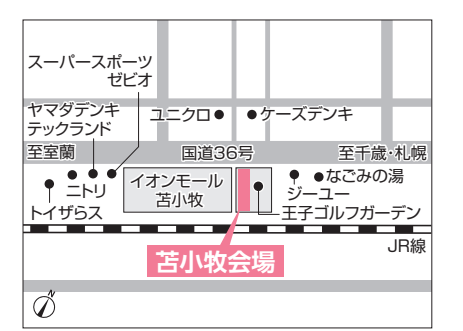 スーパースポーツ
ゼビオ
ヤマダデンキ
テックランド
ユニクロ
ケーズデンキ
至室蘭
国道36号
至千歳・札幌
ニトリ
トイザらス
イオンモール
苫小牧
なごみの湯
ジーユー
王子ゴルフガーデン
JR線
苫小牧会場
N